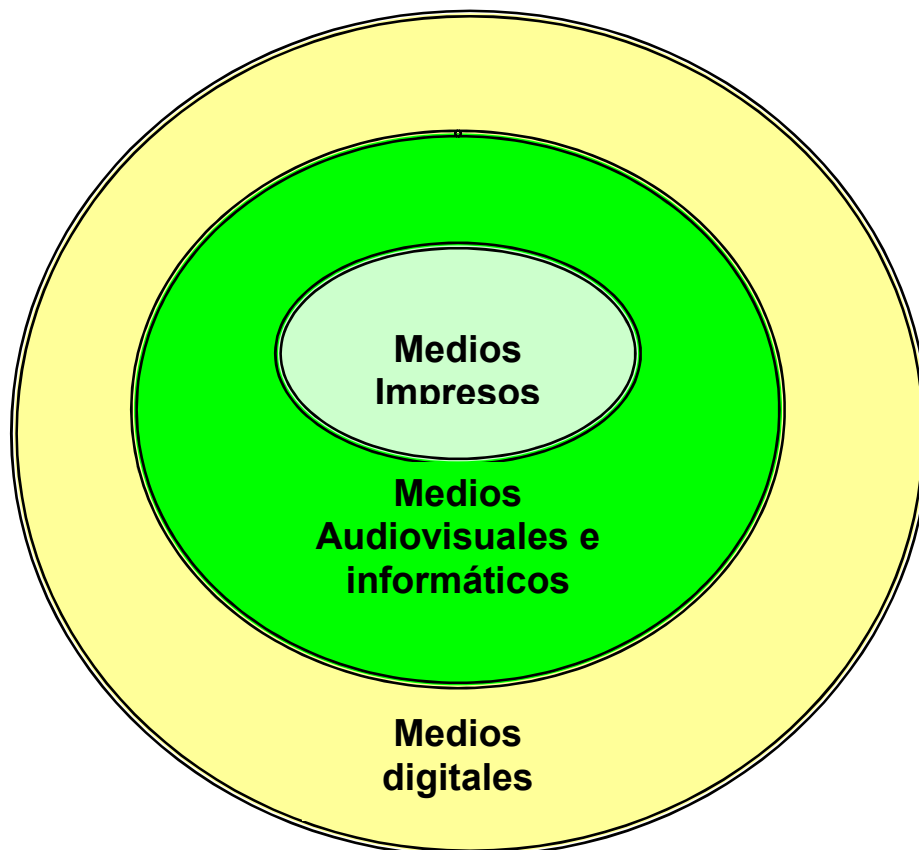 Medios
Impresos
Medios
Audiovisuales e
informáticos
Medios
digitales